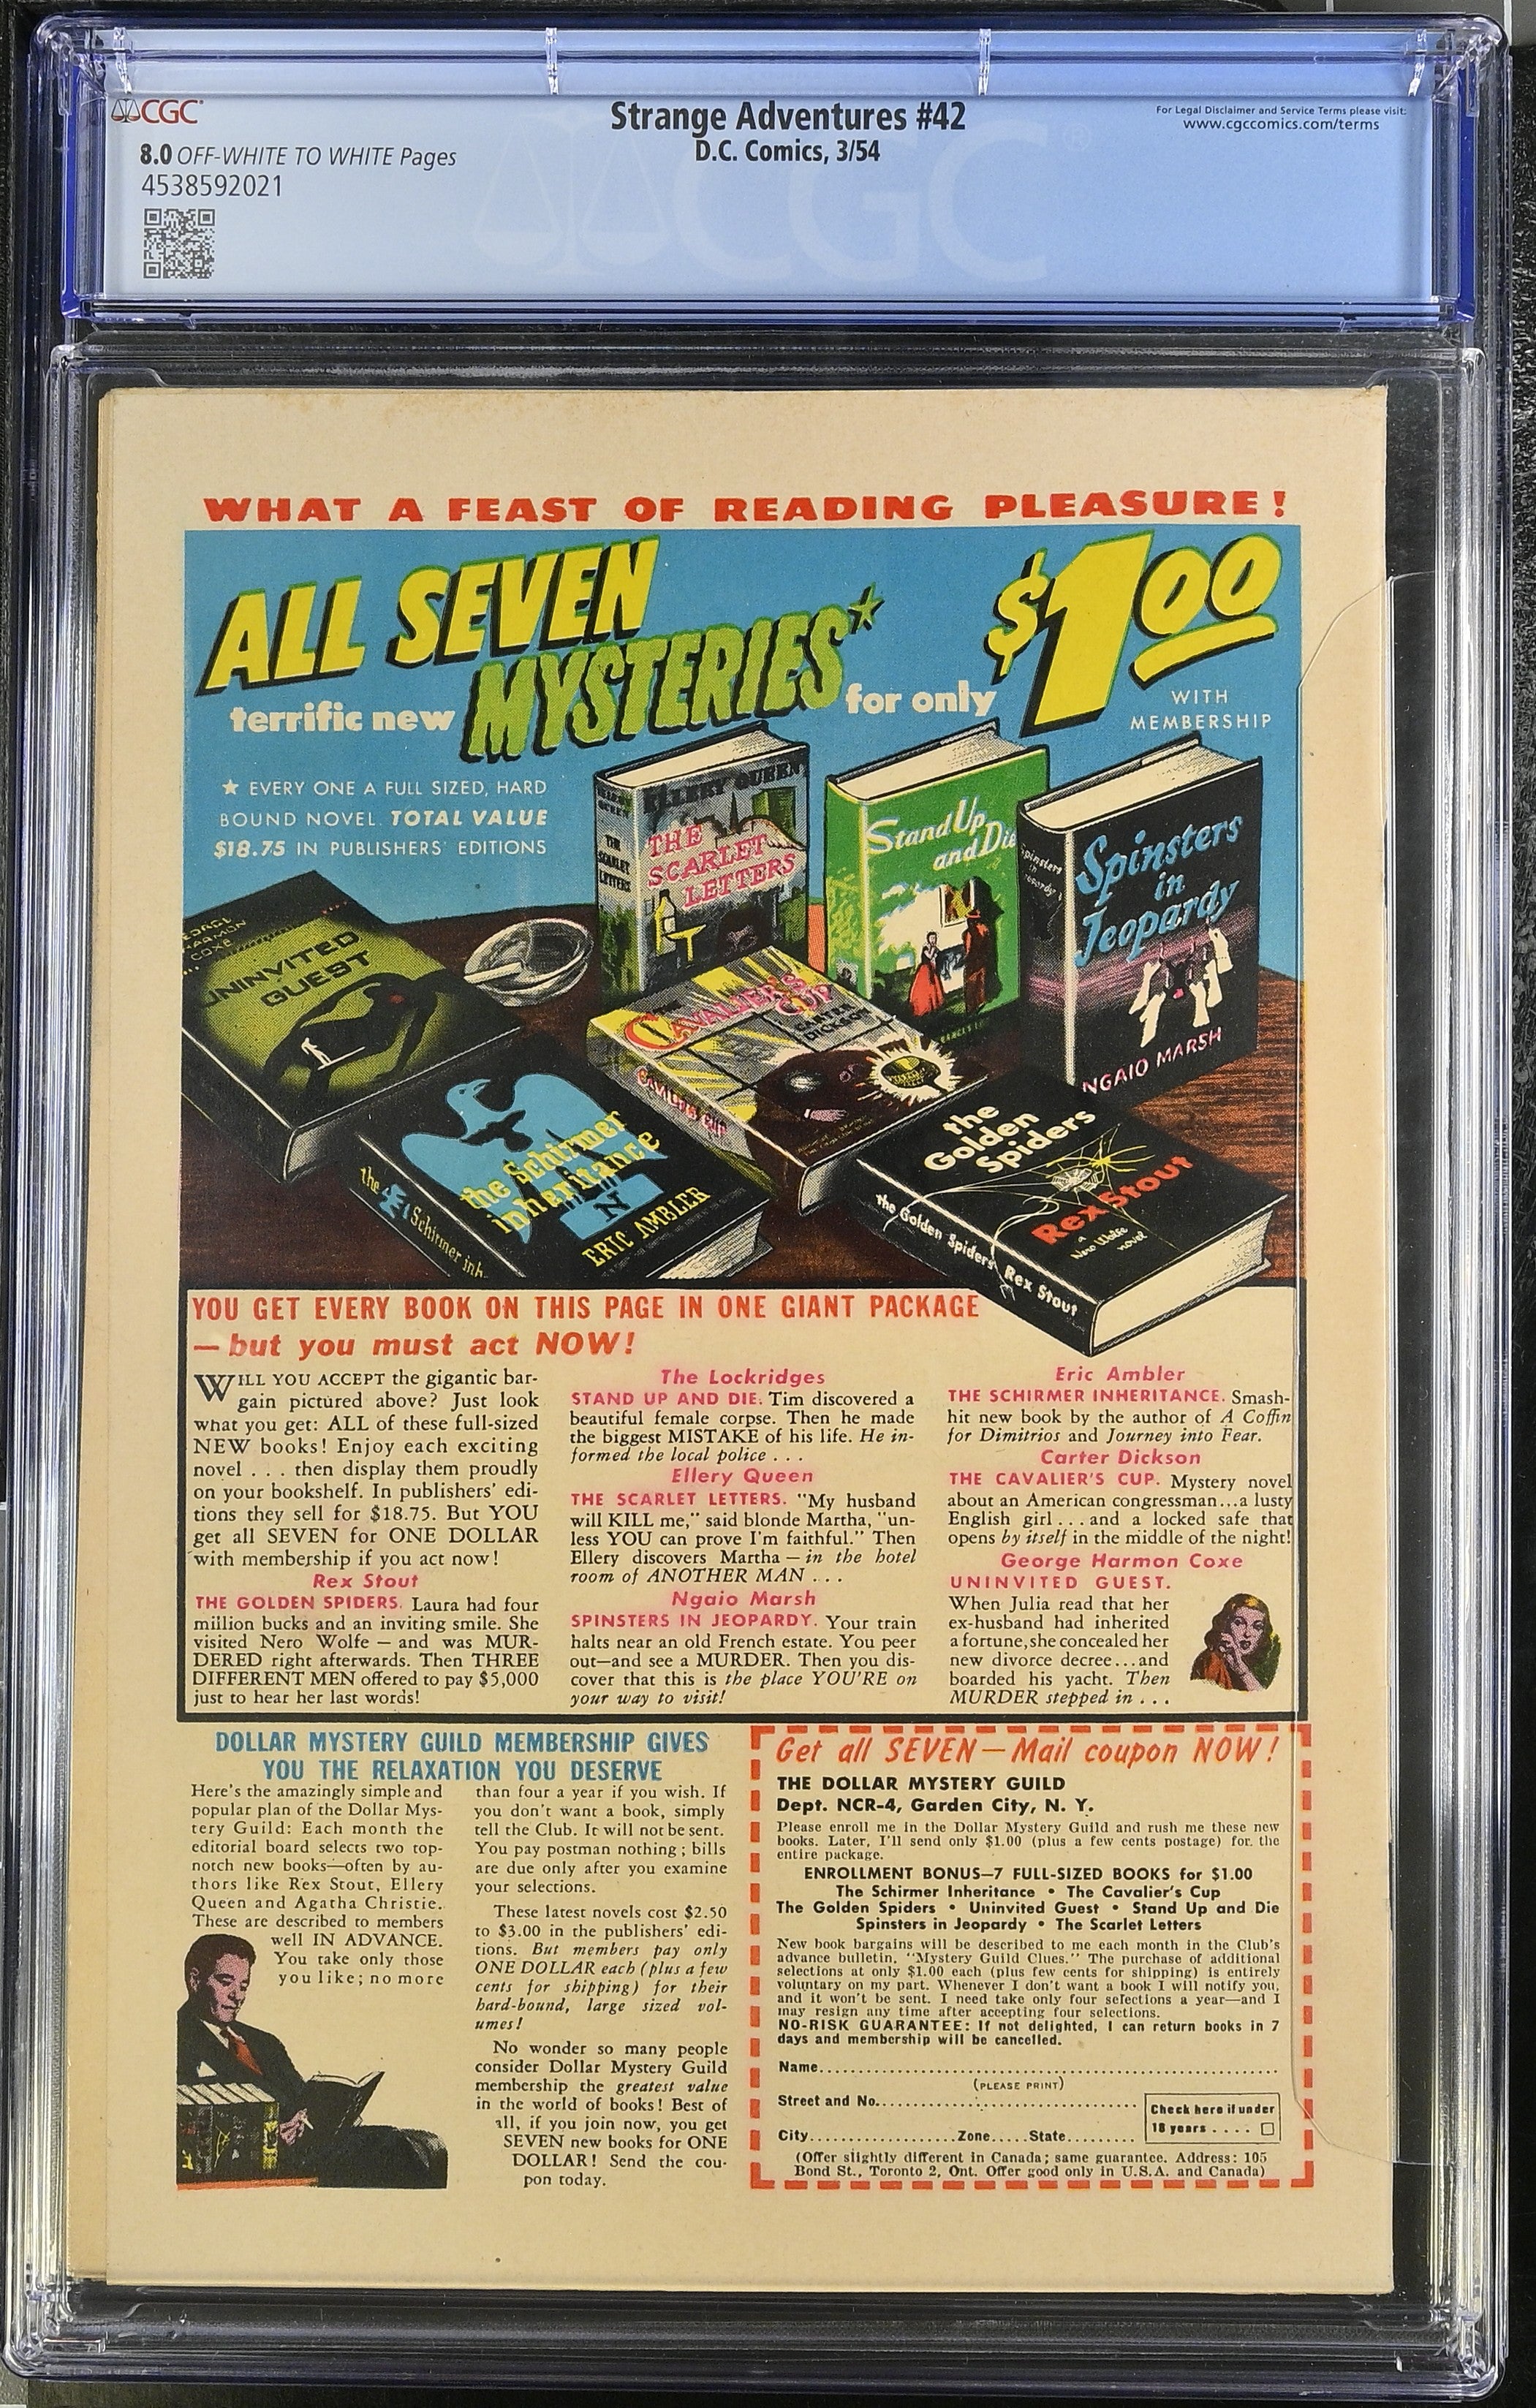 CGC
Strange Adventures #42
D.C. Comics, 3/54
For Legal Disclaimer and Service Terms please visit:
www.cgccomics.com/terms
8.0 OFF-WHITE TO WHITE Pages
4538592021
WHAT A FEAST OF READING PLEASURE!
ALL SEVEN
terrific new MYSTERIES*
for only
$1.00
WITH
MEMBERSHIP
★ EVERY ONE A FULL SIZED, HARD
BOUND NOVEL. TOTAL VALUE
$18.75 IN PUBLISHERS' EDITIONS
ELLERY QUEEN
THE
SCARLET
LETTERS
THE SCARLET LETTERS
Stand Up
and Die
Spinsters
in
Jeopardy
NGAIO MARSH
Spinsters in Jeopardy
COXE
UNINVITED
GUEST
THE
CAVALIER'S
CUP
CARTER
DICKSON
CAVALIER'S CUP
the Schirmer
inheritance
ERIC AMBLER
the Schirmer inh
the
Golden
Spiders
Rex Stout
a
Nero Wolfe
novel
The Golden Spiders Rex Stout
YOU GET EVERY BOOK ON THIS PAGE IN ONE GIANT PACKAGE
—but you must act NOW!
WILL YOU ACCEPT the gigantic bar-
gain pictured above? Just look
what you get: ALL of these full-sized
NEW books! Enjoy each exciting
novel . . . then display them proudly
on your bookshelf. In publishers' edi-
tions they sell for $18.75. But YOU
get all SEVEN for ONE DOLLAR
with membership if you act now!
Rex Stout
THE GOLDEN SPIDERS. Laura had four
million bucks and an inviting smile. She
visited Nero Wolfe — and was MUR-
DERED right afterwards. Then THREE
DIFFERENT MEN offered to pay $5,000
just to hear her last words!
The Lockridges
STAND UP AND DIE. Tim discovered a
beautiful female corpse. Then he made
the biggest MISTAKE of his life. He in-
formed the local police . . .
Ellery Queen
THE SCARLET LETTERS. "My husband
will KILL me," said blonde Martha, "un-
less YOU can prove I'm faithful." Then
Ellery discovers Martha — in the hotel
room of ANOTHER MAN . . .
Ngaio Marsh
SPINSTERS IN JEOPARDY. Your train
halts near an old French estate. You peer
out—and see a MURDER. Then you dis-
cover that this is the place YOU'RE on
your way to visit!
Eric Ambler
THE SCHIRMER INHERITANCE. Smash-
hit new book by the author of A Coffin
for Dimitrios and Journey into Fear.
Carter Dickson
THE CAVALIER'S CUP. Mystery novel
about an American congressman...a lusty
English girl . . . and a locked safe that
opens by itself in the middle of the night!
George Harmon Coxe
UNINVITED GUEST.
When Julia read that her
ex-husband had inherited
a fortune, she concealed her
new divorce decree...and
boarded his yacht. Then
MURDER stepped in . . .
DOLLAR MYSTERY GUILD MEMBERSHIP GIVES
YOU THE RELAXATION YOU DESERVE
Here's the amazingly simple and
popular plan of the Dollar Mys-
tery Guild: Each month the
editorial board selects two top-
notch new books—often by au-
thors like Rex Stout, Ellery
Queen and Agatha Christie.
These are described to members
well IN ADVANCE.
You take only those
you like; no more
than four a year if you wish. If
you don't want a book, simply
tell the Club. It will not be sent.
You pay postman nothing; bills
are due only after you examine
your selections.
These latest novels cost $2.50
to $3.00 in the publishers' edi-
tions. But members pay only
ONE DOLLAR each (plus a few
cents for shipping) for their
hard-bound, large sized vol-
umes!
No wonder so many people
consider Dollar Mystery Guild
membership the greatest value
in the world of books! Best of
all, if you join now, you get
SEVEN new books for ONE
DOLLAR! Send the cou-
pon today.
Get all SEVEN—Mail coupon NOW!
THE DOLLAR MYSTERY GUILD
Dept. NCR-4, Garden City, N. Y.
Please enroll me in the Dollar Mystery Guild and rush me these new
books. Later, I'll send only $1.00 (plus a few cents postage) for the
entire package.
ENROLLMENT BONUS—7 FULL-SIZED BOOKS for $1.00
The Schirmer Inheritance • The Cavalier's Cup
The Golden Spiders • Uninvited Guest • Stand Up and Die
Spinsters in Jeopardy • The Scarlet Letters
New book bargains will be described to me each month in the Club's
advance bulletin, "Mystery Guild Clues." The purchase of additional
selections at only $1.00 each (plus few cents for shipping) is entirely
voluntary on my part. Whenever I don't want a book I will notify you,
and it won't be sent. I need take only four selections a year—and I
may resign any time after accepting four selections.
NO-RISK GUARANTEE: If not delighted, I can return books in 7
days and membership will be cancelled.
Name
(PLEASE PRINT)
Street and No.
Check here if under
18 years . . . .
City Zone State
(Offer slightly different in Canada; same guarantee. Address: 105
Bond St., Toronto 2, Ont. Offer good only in U.S.A. and Canada)